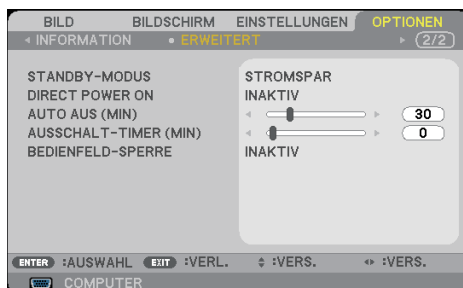 BILD BILDSCHIRM EINSTELLUNGEN OPTIONEN
INFORMATION • ERWEITERT (2/2)
STANDBY-MODUS STROMSPAR
DIRECT POWER ON INAKTIV
AUTO AUS (MIN) 30
AUSSCHALT-TIMER (MIN) 0
BEDIENFELD-SPERRE INAKTIV
ENTER :AUSWAHL EXIT :VERL. :VERS. :VERS.
COMPUTER